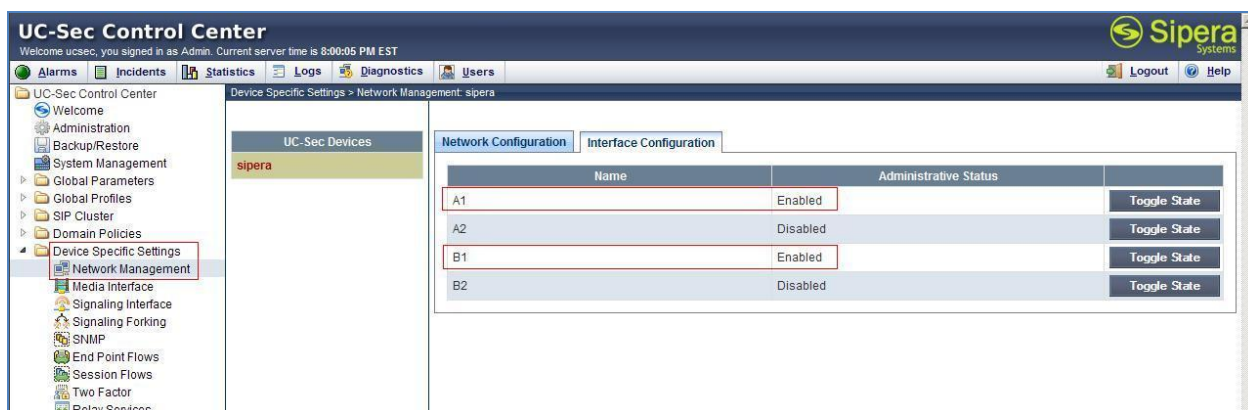 UC-Sec Control Center
Welcome ucsec, you signed in as Admin. Current server time is 8:00:05 PM EST
Sipera
Systems
Alarms Incidents Statistics Logs Diagnostics Users Logout Help
UC-Sec Control Center
Welcome
Administration
Backup/Restore
System Management
Global Parameters
Global Profiles
SIP Cluster
Domain Policies
Device Specific Settings
Network Management
Media Interface
Signaling Interface
Signaling Forking
SNMP
End Point Flows
Session Flows
Two Factor
Relay Services
Device Specific Settings > Network Management: sipera
UC-Sec Devices
sipera
Network Configuration Interface Configuration
Name Administrative Status
A1 Enabled Toggle State
A2 Disabled Toggle State
B1 Enabled Toggle State
B2 Disabled Toggle State